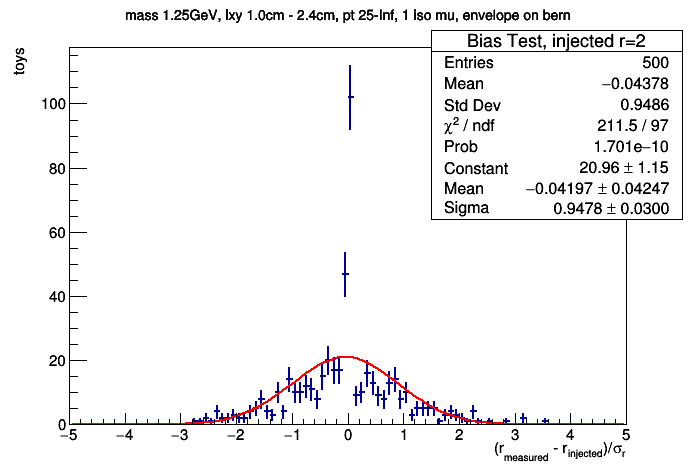 mass 1.25GeV, lxy 1.0cm - 2.4cm, pt 25-Inf, 1 Iso mu, envelope on bern
toys
Bias Test, injected r=2
Entries 500
Mean −0.04378
Std Dev 0.9486
χ² / ndf 211.5 / 97
Prob 1.701e−10
Constant 20.96 ± 1.15
Mean −0.04197 ± 0.04247
Sigma 0.9478 ± 0.0300
100
80
60
40
20
0
−5 −4 −3 −2 −1 0 1 2 3 4 5
(r_measured - r_injected)/σ_r